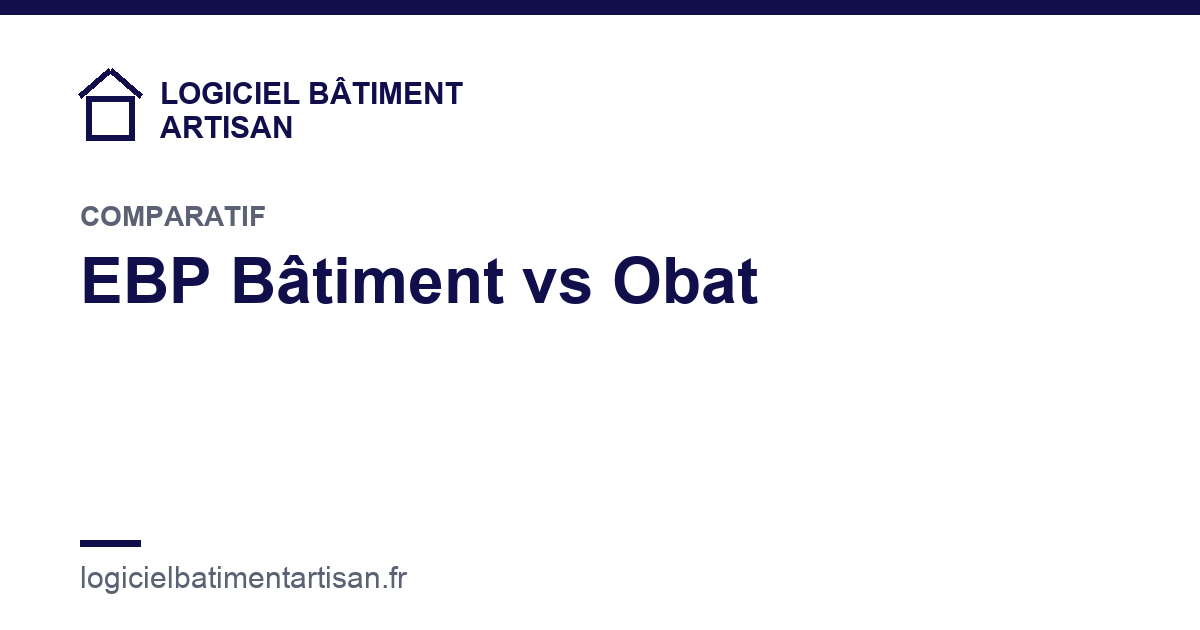 LOGICIEL BÂTIMENT
ARTISAN
COMPARATIF
EBP Bâtiment vs Obat
logicielbatimentartisan.fr